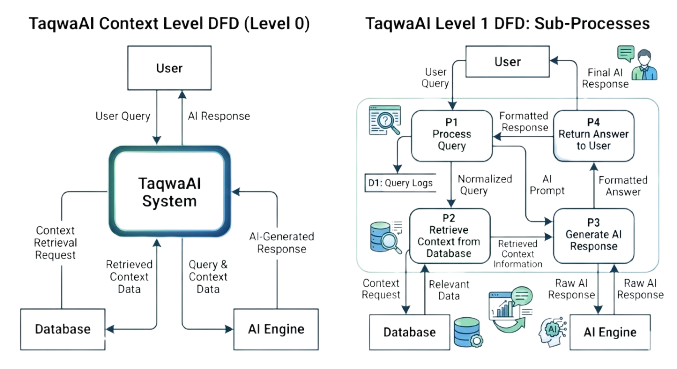 TaqwaAI Context Level DFD (Level 0)
User
User Query
AI Response
TaqwaAI
System
Context
Retrieval
Request
AI-Generated
Response
Retrieved
Context
Data
Query &
Context
Data
Database
AI Engine
TaqwaAI Level 1 DFD: Sub-Processes
User
User
Query
Final AI
Response
P1
Process
Query
Formatted
Response
P4
Return Answer
to User
D1: Query Logs
Normalized
Query
AI
Prompt
Formatted
Answer
P2
Retrieve
Context from
Database
Retrieved
Context
Information
P3
Generate AI
Response
Context
Request
Relevant
Data
Raw AI
Response
Raw AI
Response
Database
AI
AI Engine